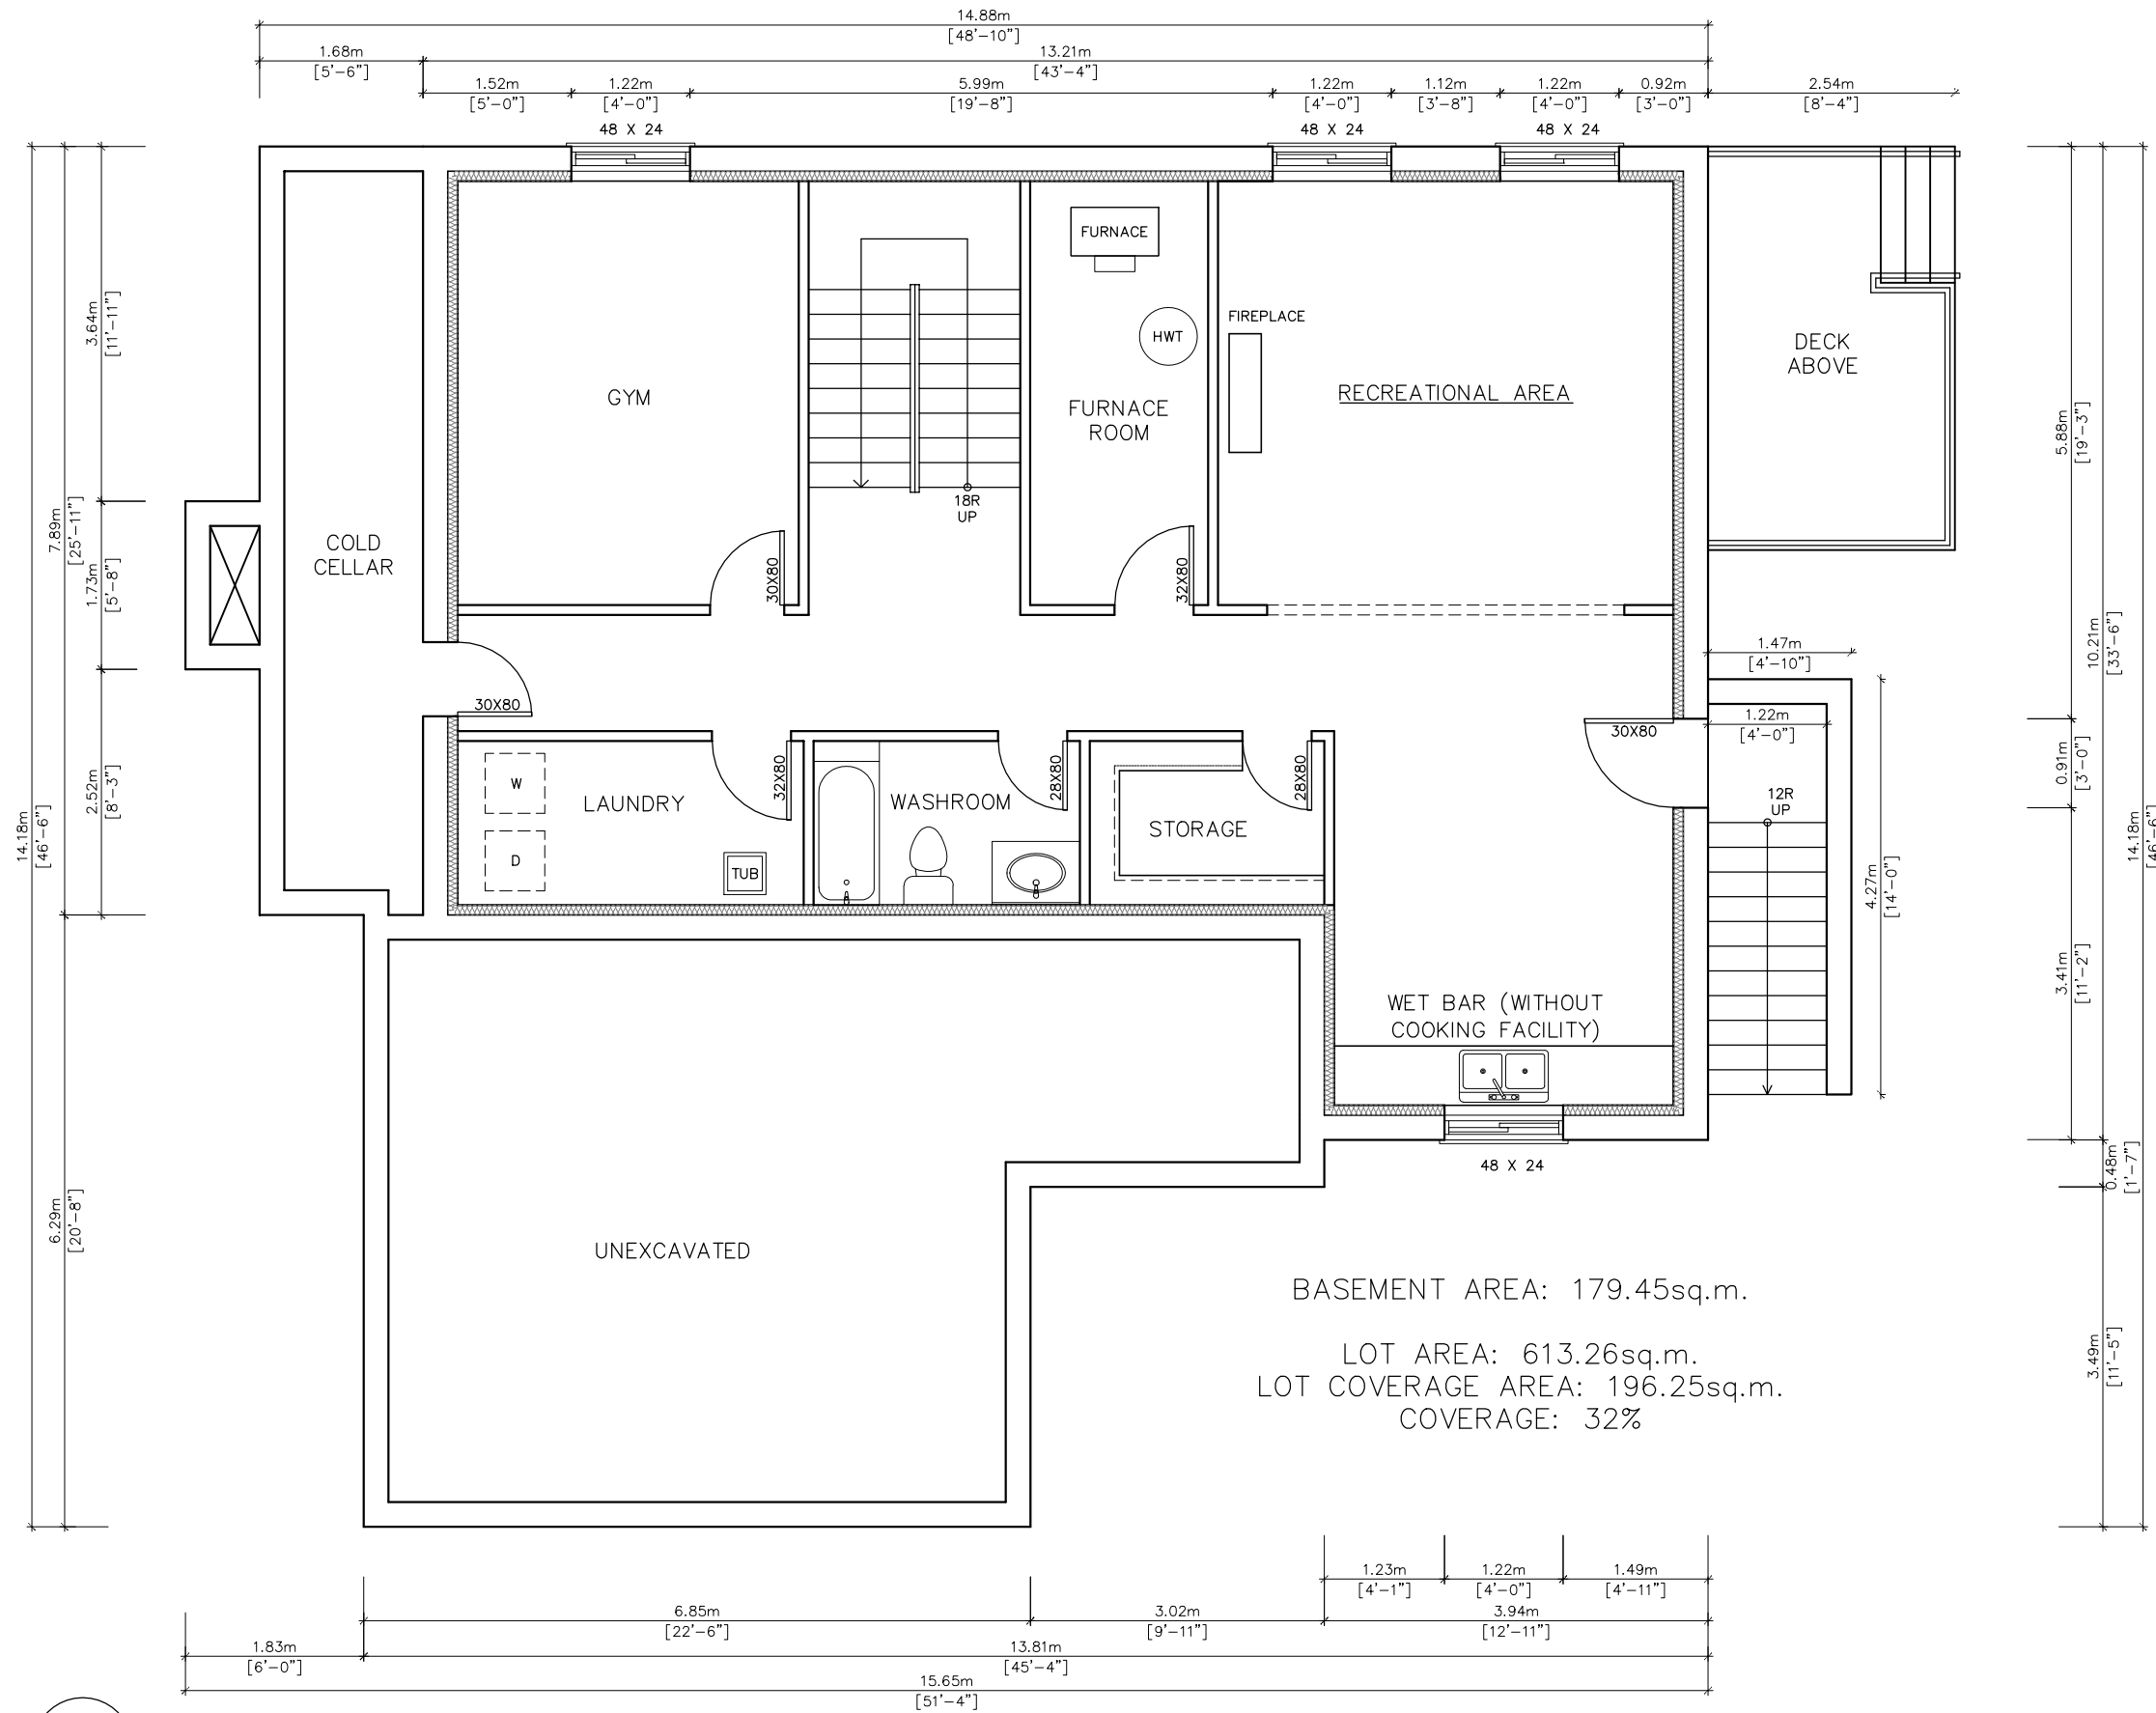 14.88m
[48'-10"]
1.68m
[5'-6"]
13.21m
[43'-4"]
1.52m
[5'-0"]
1.22m
[4'-0"]
5.99m
[19'-8"]
1.22m
[4'-0"]
1.12m
[3'-8"]
1.22m
[4'-0"]
0.92m
[3'-0"]
2.54m
[8'-4"]
48 X 24
48 X 24
48 X 24
FURNACE
HWT
FIREPLACE
DECK
ABOVE
GYM
RECREATIONAL AREA
FURNACE
ROOM
18R
UP
COLD
CELLAR
30X80
32X80
30X80
30X80
3.64m
[11'-11"]
7.89m
[25'-11"]
1.73m
[5'-8"]
2.52m
[8'-3"]
14.18m
[46'-6"]
6.29m
[20'-8"]
5.88m
[19'-3"]
10.21m
[33'-6"]
1.47m
[4'-10"]
1.22m
[4'-0"]
0.91m
[3'-0"]
14.18m
[46'-6"]
4.27m
[14'-0"]
3.41m
[11'-2"]
0.48m
[1'-7"]
3.49m
[11'-5"]
W
D
LAUNDRY
32X80
TUB
WASHROOM
28X80
STORAGE
28X80
12R
UP
WET BAR (WITHOUT
COOKING FACILITY)
48 X 24
UNEXCAVATED
BASEMENT AREA: 179.45sq.m.
LOT AREA: 613.26sq.m.
LOT COVERAGE AREA: 196.25sq.m.
COVERAGE: 32%
1.23m
[4'-1"]
1.22m
[4'-0"]
1.49m
[4'-11"]
6.85m
[22'-6"]
3.02m
[9'-11"]
3.94m
[12'-11"]
1.83m
[6'-0"]
13.81m
[45'-4"]
15.65m
[51'-4"]